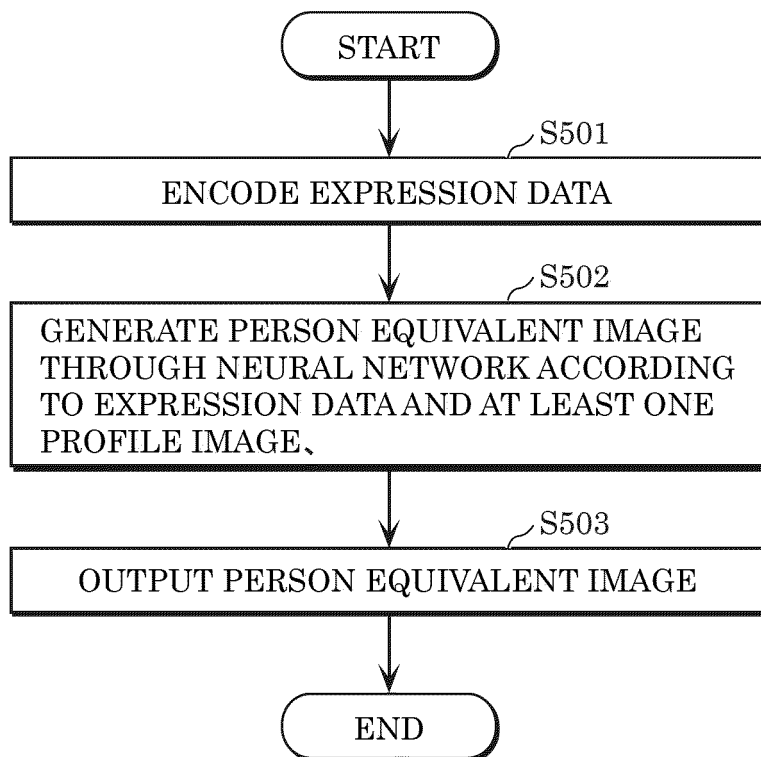 START
S501
ENCODE EXPRESSION DATA
S502
GENERATE PERSON EQUIVALENT IMAGE
THROUGH NEURAL NETWORK ACCORDING
TO EXPRESSION DATA AND AT LEAST ONE
PROFILE IMAGE、
S503
OUTPUT PERSON EQUIVALENT IMAGE
END